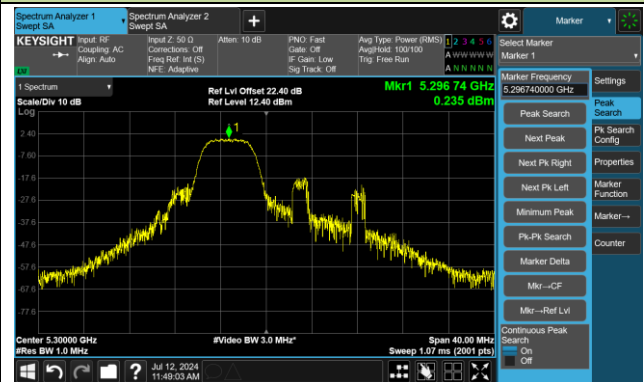 Spectrum Analyzer 1
Swept SA
Spectrum Analyzer 2
Swept SA
+
Marker
KEYSIGHT
Input: RF
Coupling: AC
Align: Auto
Input Z: 50 Ω
Corrections: Off
Freq Ref: Int (S)
NFE: Adaptive
Atten: 10 dB
PNO: Fast
Gate: Off
IF Gain: Low
Sig Track: Off
Avg Type: Power (RMS)
Avg|Hold: 100/100
Trig: Free Run
1 2 3 4 5 6
A W W W W W
A N N N N N
LXI
Select Marker
Marker 1
1 Spectrum
Scale/Div 10 dB
Log
Ref Lvl Offset 22.40 dB
Ref Level 12.40 dBm
Mkr1 5.296 74 GHz
0.235 dBm
1
2.40
-7.60
-17.6
-27.6
-37.6
-47.6
-57.6
-67.6
-77.6
Center 5.30000 GHz
#Res BW 1.0 MHz
#Video BW 3.0 MHz*
Span 40.00 MHz
Sweep 1.07 ms (2001 pts)
Marker Frequency
5.296740000 GHz
Peak Search
Next Peak
Next Pk Right
Next Pk Left
Minimum Peak
Pk-Pk Search
Marker Delta
Mkr→CF
Mkr→Ref Lvl
Continuous Peak
Search
On
Off
Settings
Peak
Search
Pk Search
Config
Properties
Marker
Function
Marker→
Counter
?
Jul 12, 2024
11:49:03 AM